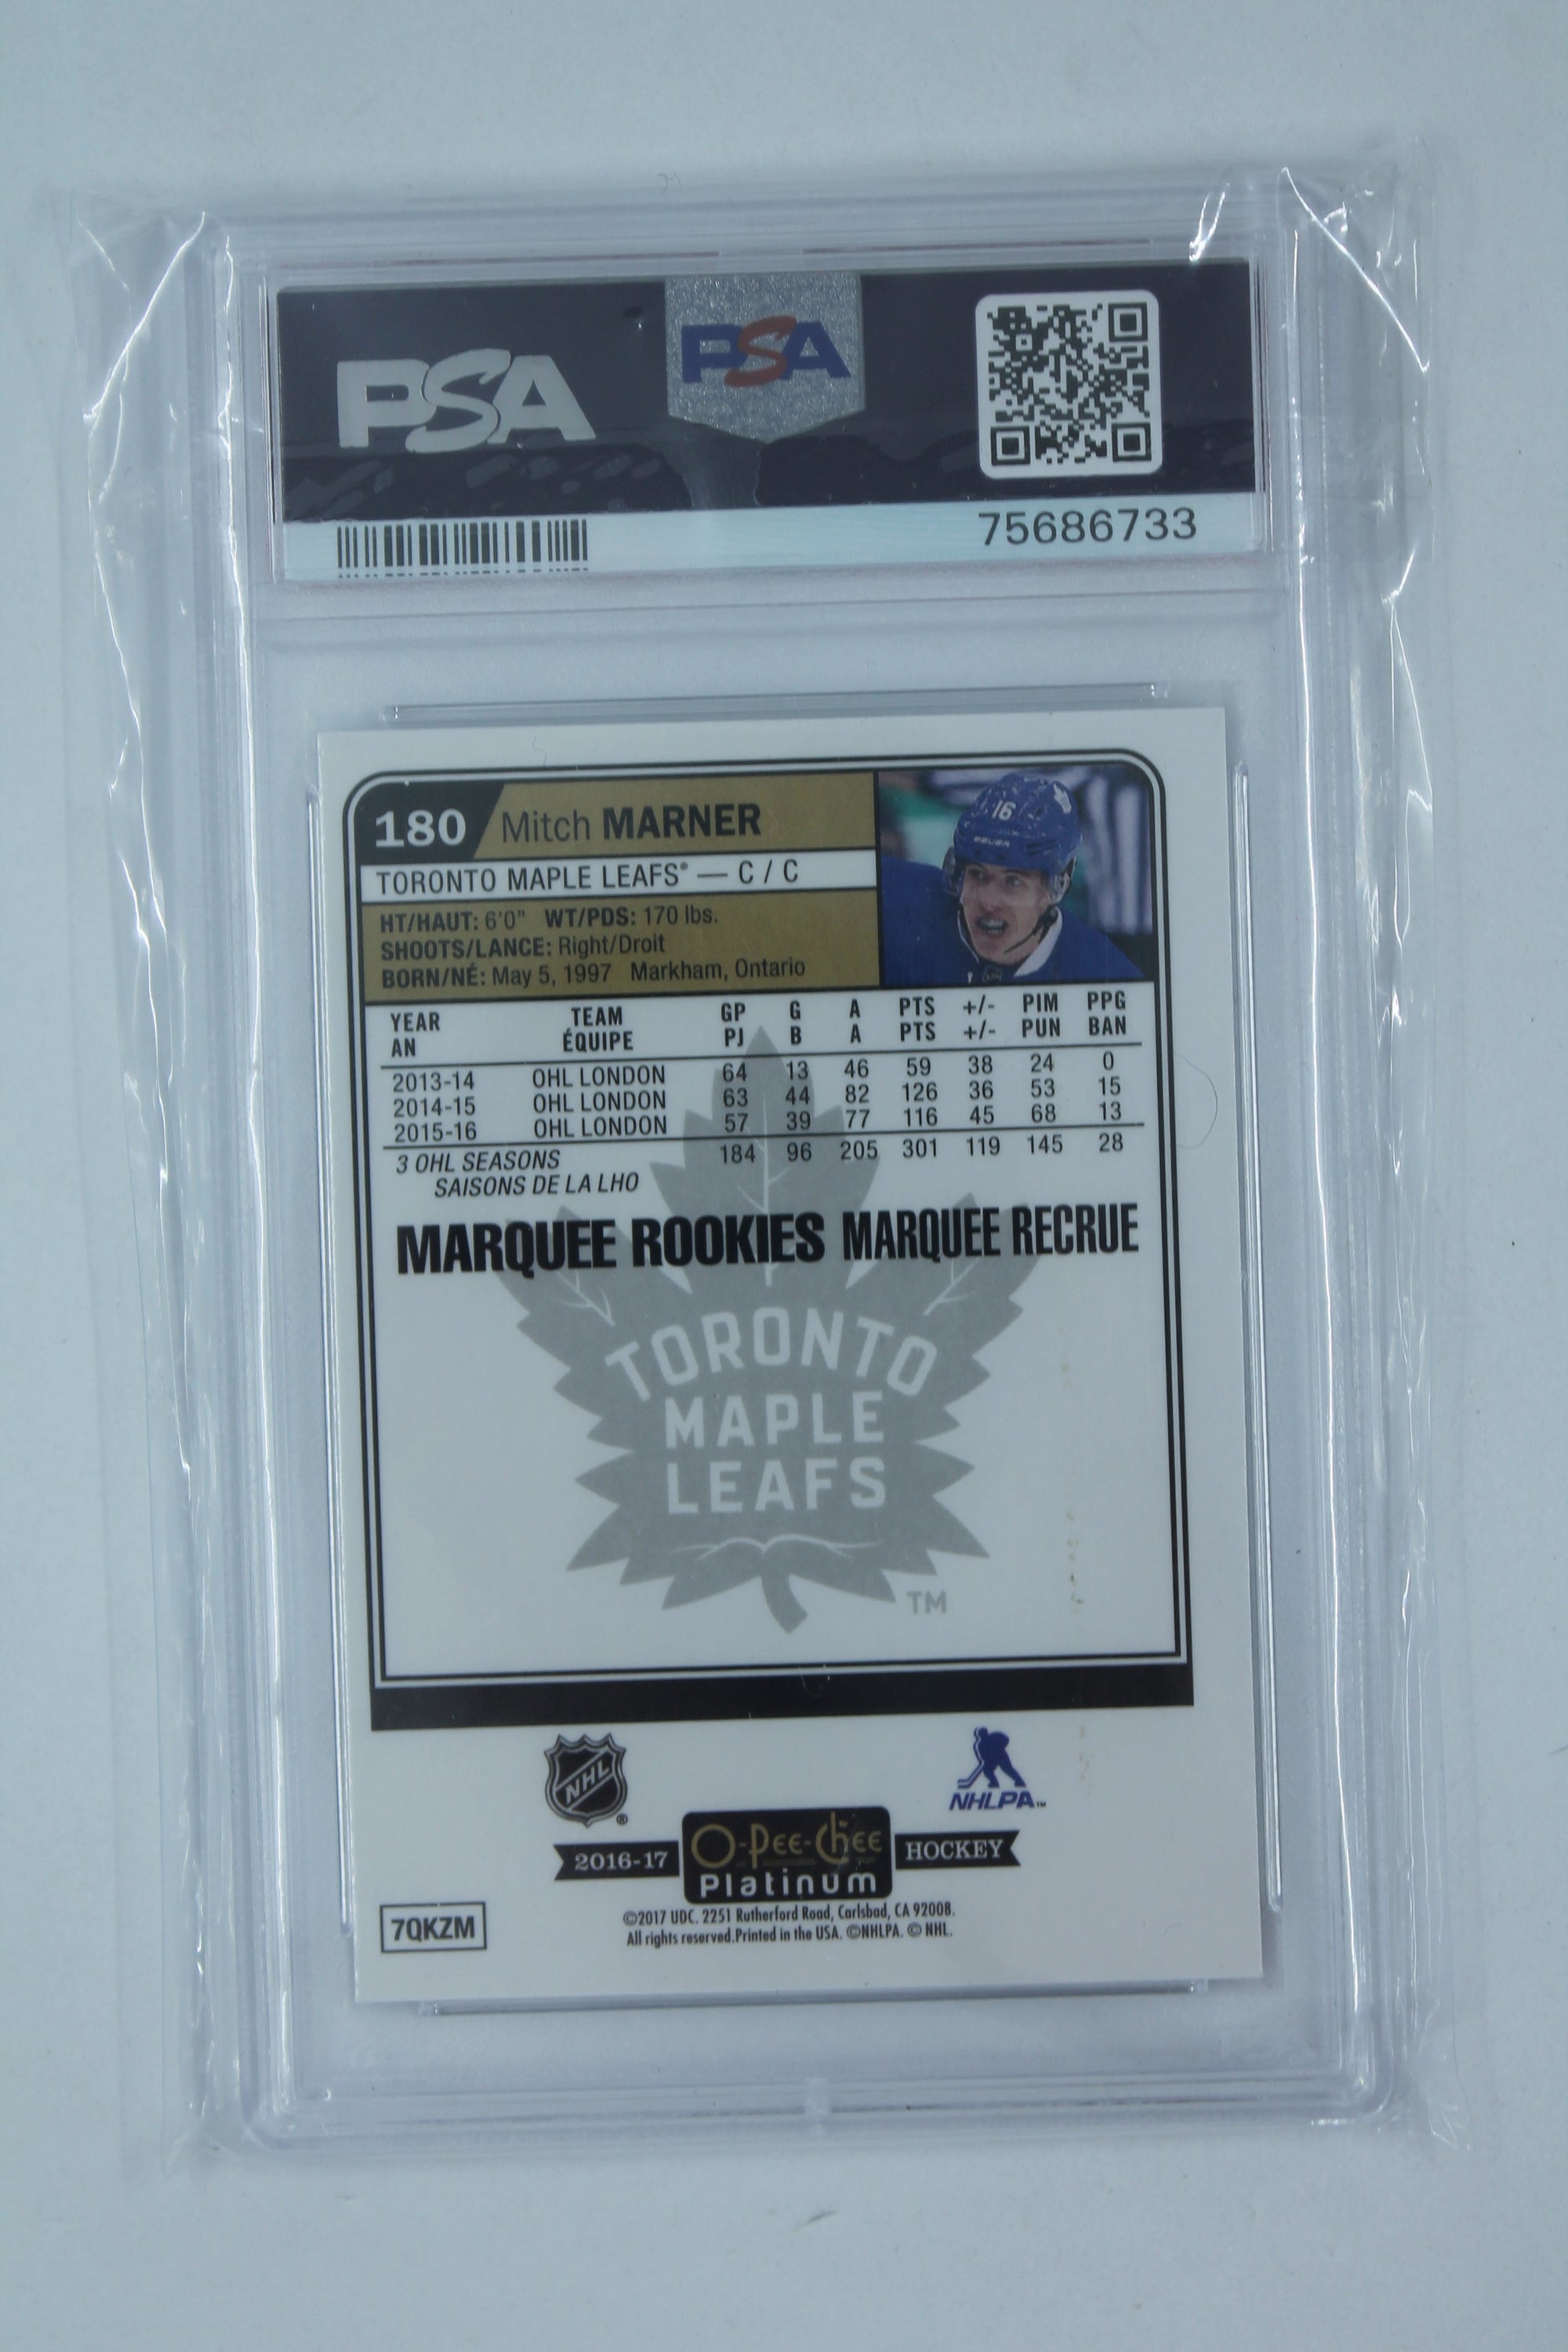 PSA
PSA
75686733
180 Mitch MARNER
16
BAUER
TORONTO MAPLE LEAFS® — C / C
HT/HAUT: 6'0" WT/PDS: 170 lbs.
SHOOTS/LANCE: Right/Droit
BORN/NÉ: May 5, 1997 Markham, Ontario
YEAR TEAM GP G A PTS +/- PIM PPG
AN ÉQUIPE PJ B A PTS +/- PUN BAN
2013-14 OHL LONDON 64 13 46 59 38 24 0
2014-15 OHL LONDON 63 44 82 126 36 53 15
2015-16 OHL LONDON 57 39 77 116 45 68 13
3 OHL SEASONS 184 96 205 301 119 145 28
SAISONS DE LA LHO
MARQUEE ROOKIES MARQUEE RECRUE
TORONTO
MAPLE
LEAFS
TM
NHL®
NHLPA™
2016-17 O-Pee-Chee HOCKEY
Platinum
©2017 UDC. 2251 Rutherford Road, Carlsbad, CA 92008.
All rights reserved.Printed in the USA. ©NHLPA. © NHL.
7QKZM